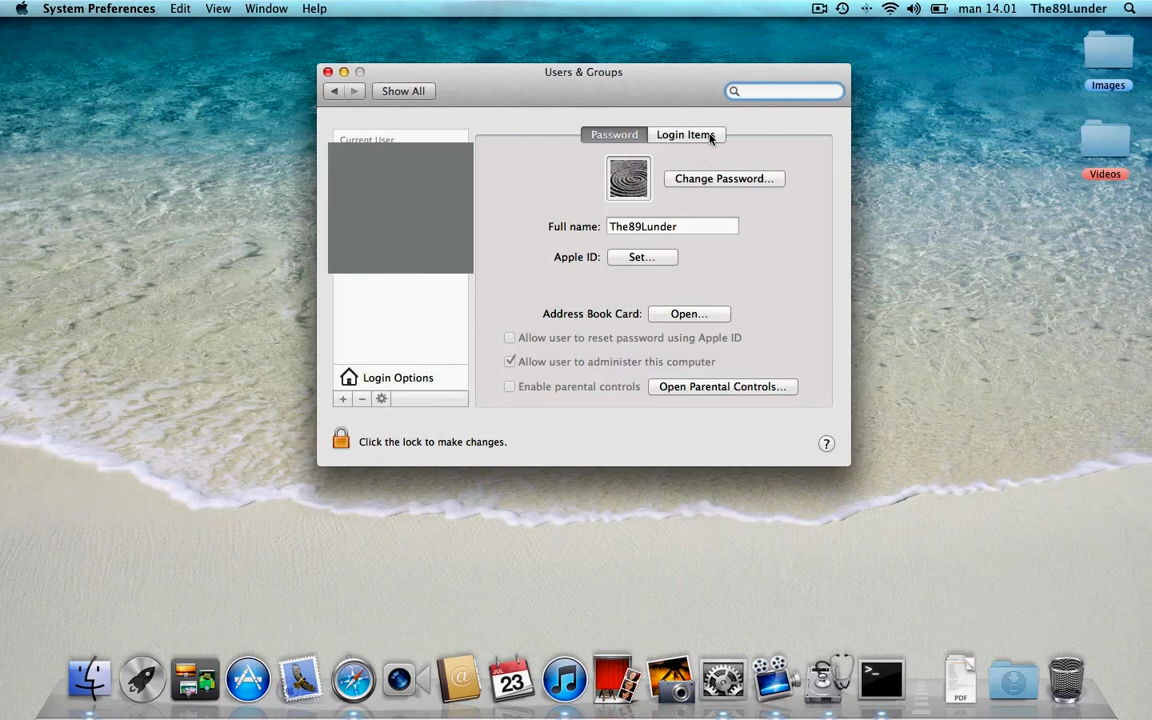 System Preferences Edit View Window Help man 14.01 The89Lunder
Images
Videos
Users & Groups
Show All
Current User
Password Login Items
Change Password...
Full name: The89Lunder
Apple ID: Set...
Address Book Card: Open...
Allow user to reset password using Apple ID
Allow user to administer this computer
Enable parental controls Open Parental Controls...
Login Options
+ −
Click the lock to make changes. ?
JUL
23
>_
PDF